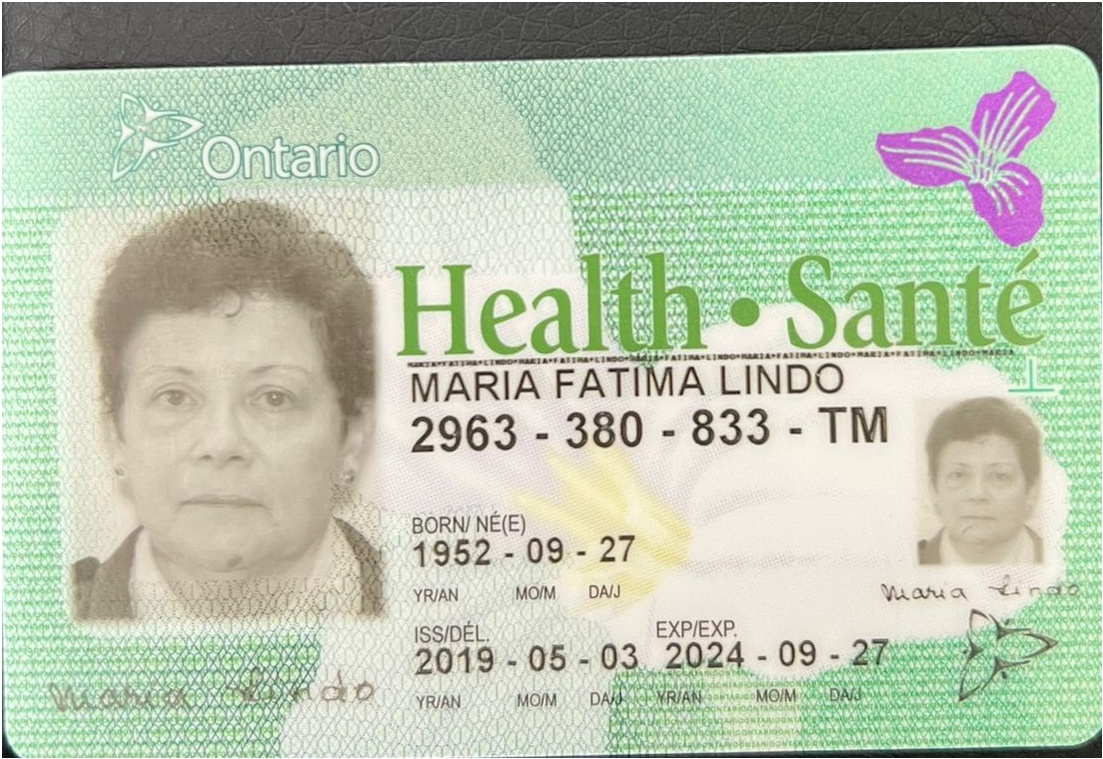 Ontario
Health • Santé
MARIA FATIMA LINDO
2963 - 380 - 833 - TM
BORN/ NÉ(E)
1952 - 09 - 27
YR/AN MO/M DA/J
Maria Lindo
ISS/DÉL. EXP/EXP.
2019 - 05 - 03 2024 - 09 - 27
YR/AN MO/M DA/J YR/AN MO/M DA/J
Maria Lindo